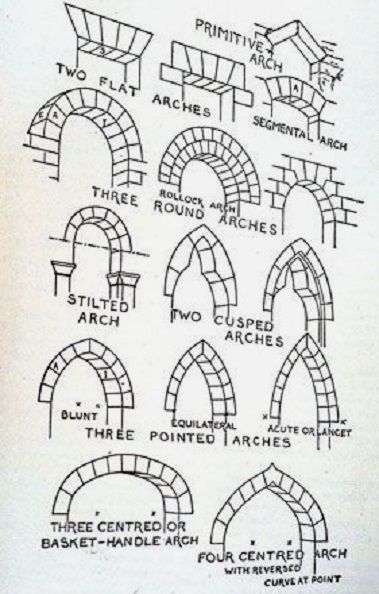 PRIMITIVE
ARCH
TWO FLAT
ARCHES
SEGMENTAL ARCH
THREE
ROLLOCK ARCH
ROUND ARCHES
STILTED
ARCH
TWO CUSPED
ARCHES
BLUNT
EQUILATERAL
ACUTE OR LANCET
THREE POINTED ARCHES
THREE CENTRED OR
BASKET-HANDLE ARCH
FOUR CENTRED ARCH
WITH REVERSED
CURVE AT POINT